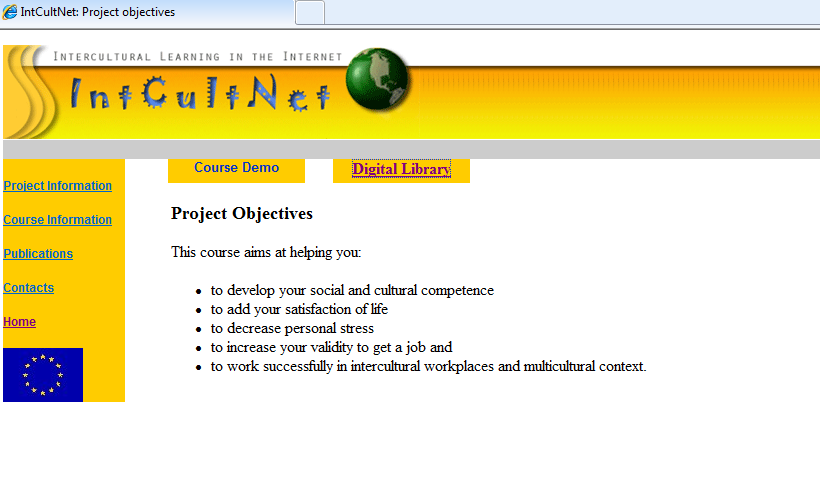 IntCultNet: Project objectives
Intercultural Learning in the Internet
IntCultNet
Course Demo
Digital Library
Project Information
Course Information
Publications
Contacts
Home
Project Objectives
This course aims at helping you:
to develop your social and cultural competence
to add your satisfaction of life
to decrease personal stress
to increase your validity to get a job and
to work successfully in intercultural workplaces and multicultural context.